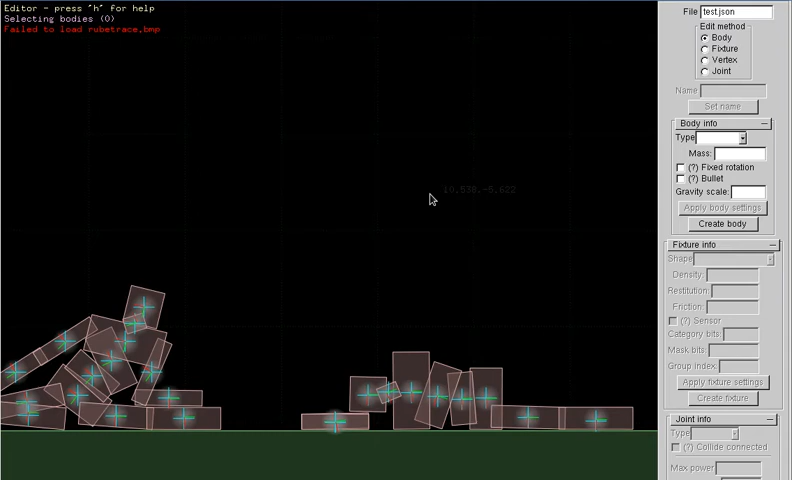 Editor - press "h" for help
Selecting bodies (0)
Failed to load rubetrace.bmp
10.538,-5.622
File test.json
Edit method
Body
Fixture
Vertex
Joint
Name
Set name
Body info
Type
Mass:
(?) Fixed rotation
(?) Bullet
Gravity scale:
Apply body settings
Create body
Fixture info
Shape
Density:
Restitution:
Friction:
(?) Sensor
Category bits:
Mask bits:
Group index:
Apply fixture settings
Create fixture
Joint info
Type
(?) Collide connected
Max power